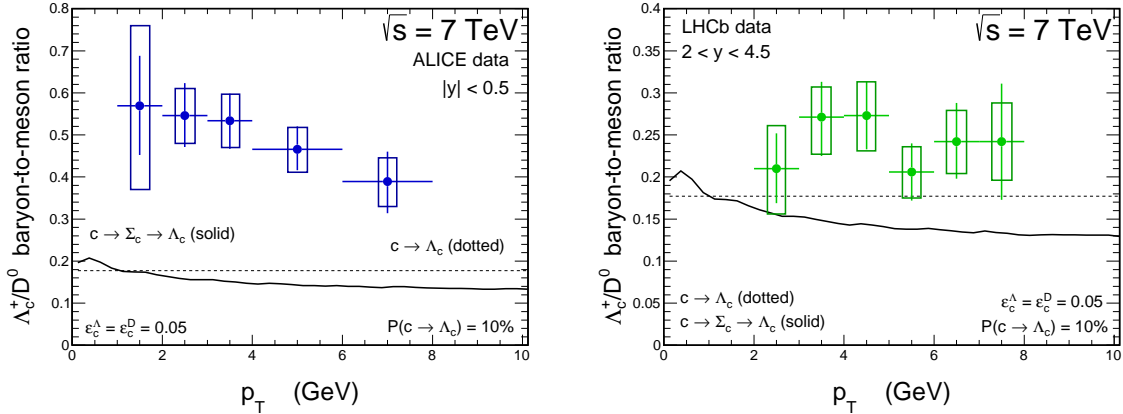 √s = 7 TeV
ALICE data
|y| < 0.5
c → Σc → Λc (solid)
c → Λc (dotted)
εcΛ = εcD = 0.05
P(c → Λc) = 10%
Λc+/D0 baryon-to-meson ratio
0.8
0.7
0.6
0.5
0.4
0.3
0.2
0.1
0
0 2 4 6 8 10
pT (GeV)
LHCb data
2 < y < 4.5
√s = 7 TeV
c → Λc (dotted)
c → Σc → Λc (solid)
εcΛ = εcD = 0.05
P(c → Λc) = 10%
Λc+/D0 baryon-to-meson ratio
0.4
0.35
0.3
0.25
0.2
0.15
0.1
0.05
0
0 2 4 6 8 10
pT (GeV)